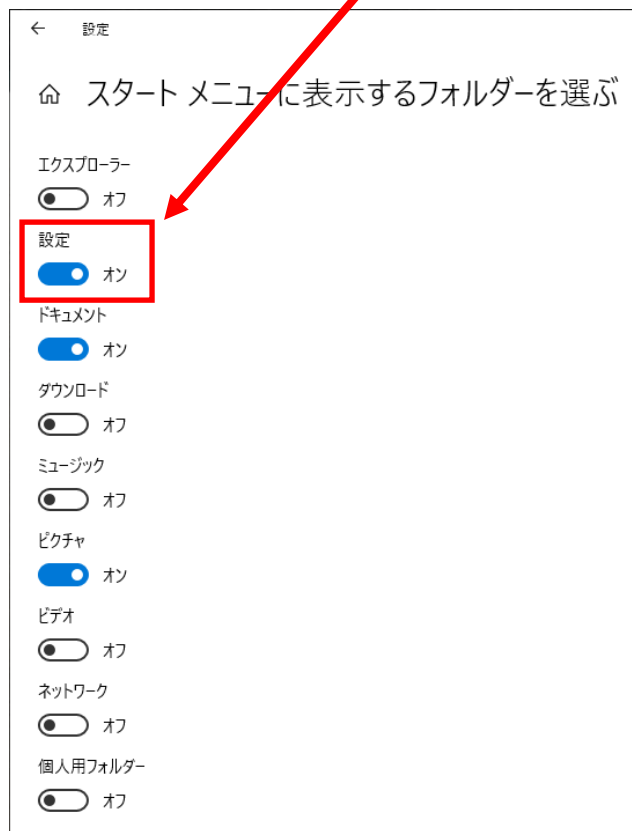 設定
スタート メニューに表示するフォルダーを選ぶ
エクスプローラー
オフ
設定
オン
ドキュメント
オン
ダウンロード
オフ
ミュージック
オフ
ピクチャ
オン
ビデオ
オフ
ネットワーク
オフ
個人用フォルダー
オフ